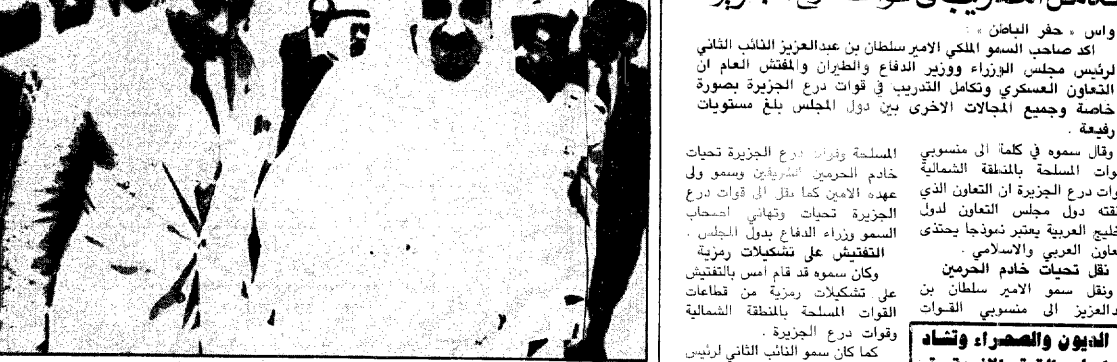 واس « حفر الباطن » :
اكد صاحب السمو الملكي الامير سلطان بن عبدالعزيز النائب الثاني
لرئيس مجلس الوزراء ووزير الدفاع والطيران والمفتش العام ان
التعاون العسكري وتكامل التدريب في قوات درع الجزيرة بصورة
خاصة وجميع المجالات الاخرى بين دول المجلس بلغ مستويات
رفيعة .
وقال سموه في كلمة الى منسوبي
وات المسلحة بالمنطقة الشمالية
وات درع الجزيرة ان التعاون الذي
قته دول مجلس التعاون لدول
خليج العربية يعتبر نموذجا يحتذى
عاون العربي والاسلامي .
نقل تحيات خادم الحرمين
ونقل سمو الامير سلطان بن
دالعزيز الى منسوبي القوات
المسلحة وقوات درع الجزيرة تحيات
خادم الحرمين الشريفين وسمو ولي
عهده الامين كما نقل الى قوات درع
الجزيرة تحيات وتهاني اصحاب
السمو وزراء الدفاع بدول المجلس .
التفتيش على تشكيلات رمزية
وكان سموه قد قام أمس بالتفتيش
على تشكيلات رمزية من قطاعات
القوات المسلحة بالمنطقة الشمالية
وقوات درع الجزيرة .
كما كان سمو النائب الثاني لرئيس
الديون والصحراء وتشاد